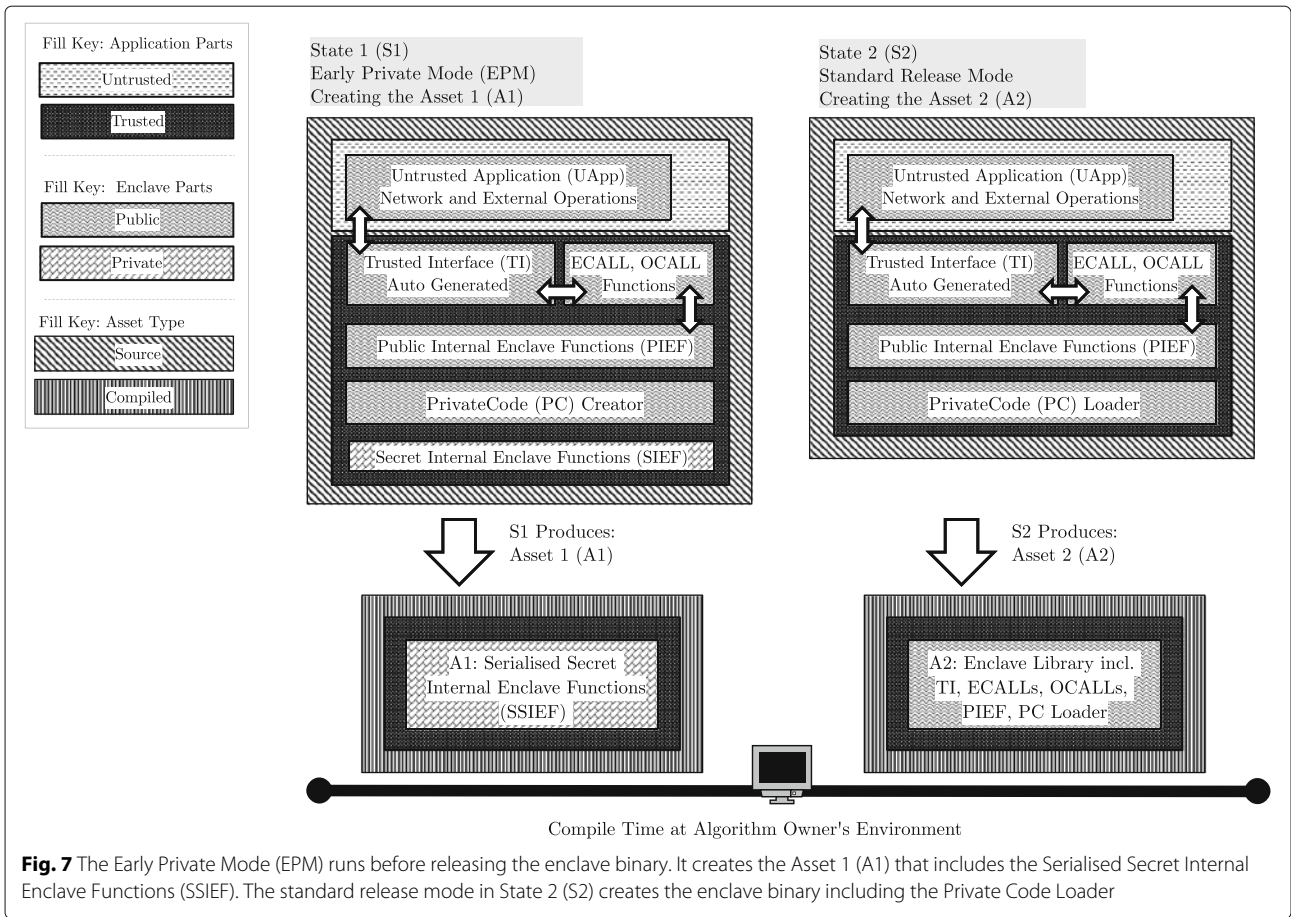 Fill Key: Application Parts
Untrusted
Trusted
Fill Key: Enclave Parts
Public
Private
Fill Key: Asset Type
Source
Compiled
State 1 (S1)
Early Private Mode (EPM)
Creating the Asset 1 (A1)
Untrusted Application (UApp)
Network and External Operations
Trusted Interface (TI)
Auto Generated
ECALL, OCALL
Functions
Public Internal Enclave Functions (PIEF)
PrivateCode (PC) Creator
Secret Internal Enclave Functions (SIEF)
S1 Produces:
Asset 1 (A1)
A1: Serialised Secret
Internal Enclave Functions
(SSIEF)
State 2 (S2)
Standard Release Mode
Creating the Asset 2 (A2)
Untrusted Application (UApp)
Network and External Operations
Trusted Interface (TI)
Auto Generated
ECALL, OCALL
Functions
Public Internal Enclave Functions (PIEF)
PrivateCode (PC) Loader
S2 Produces:
Asset 2 (A2)
A2: Enclave Library incl.
TI, ECALLs, OCALLs,
PIEF, PC Loader
Compile Time at Algorithm Owner's Environment
Fig. 7 The Early Private Mode (EPM) runs before releasing the enclave binary. It creates the Asset 1 (A1) that includes the Serialised Secret Internal
Enclave Functions (SSIEF). The standard release mode in State 2 (S2) creates the enclave binary including the Private Code Loader